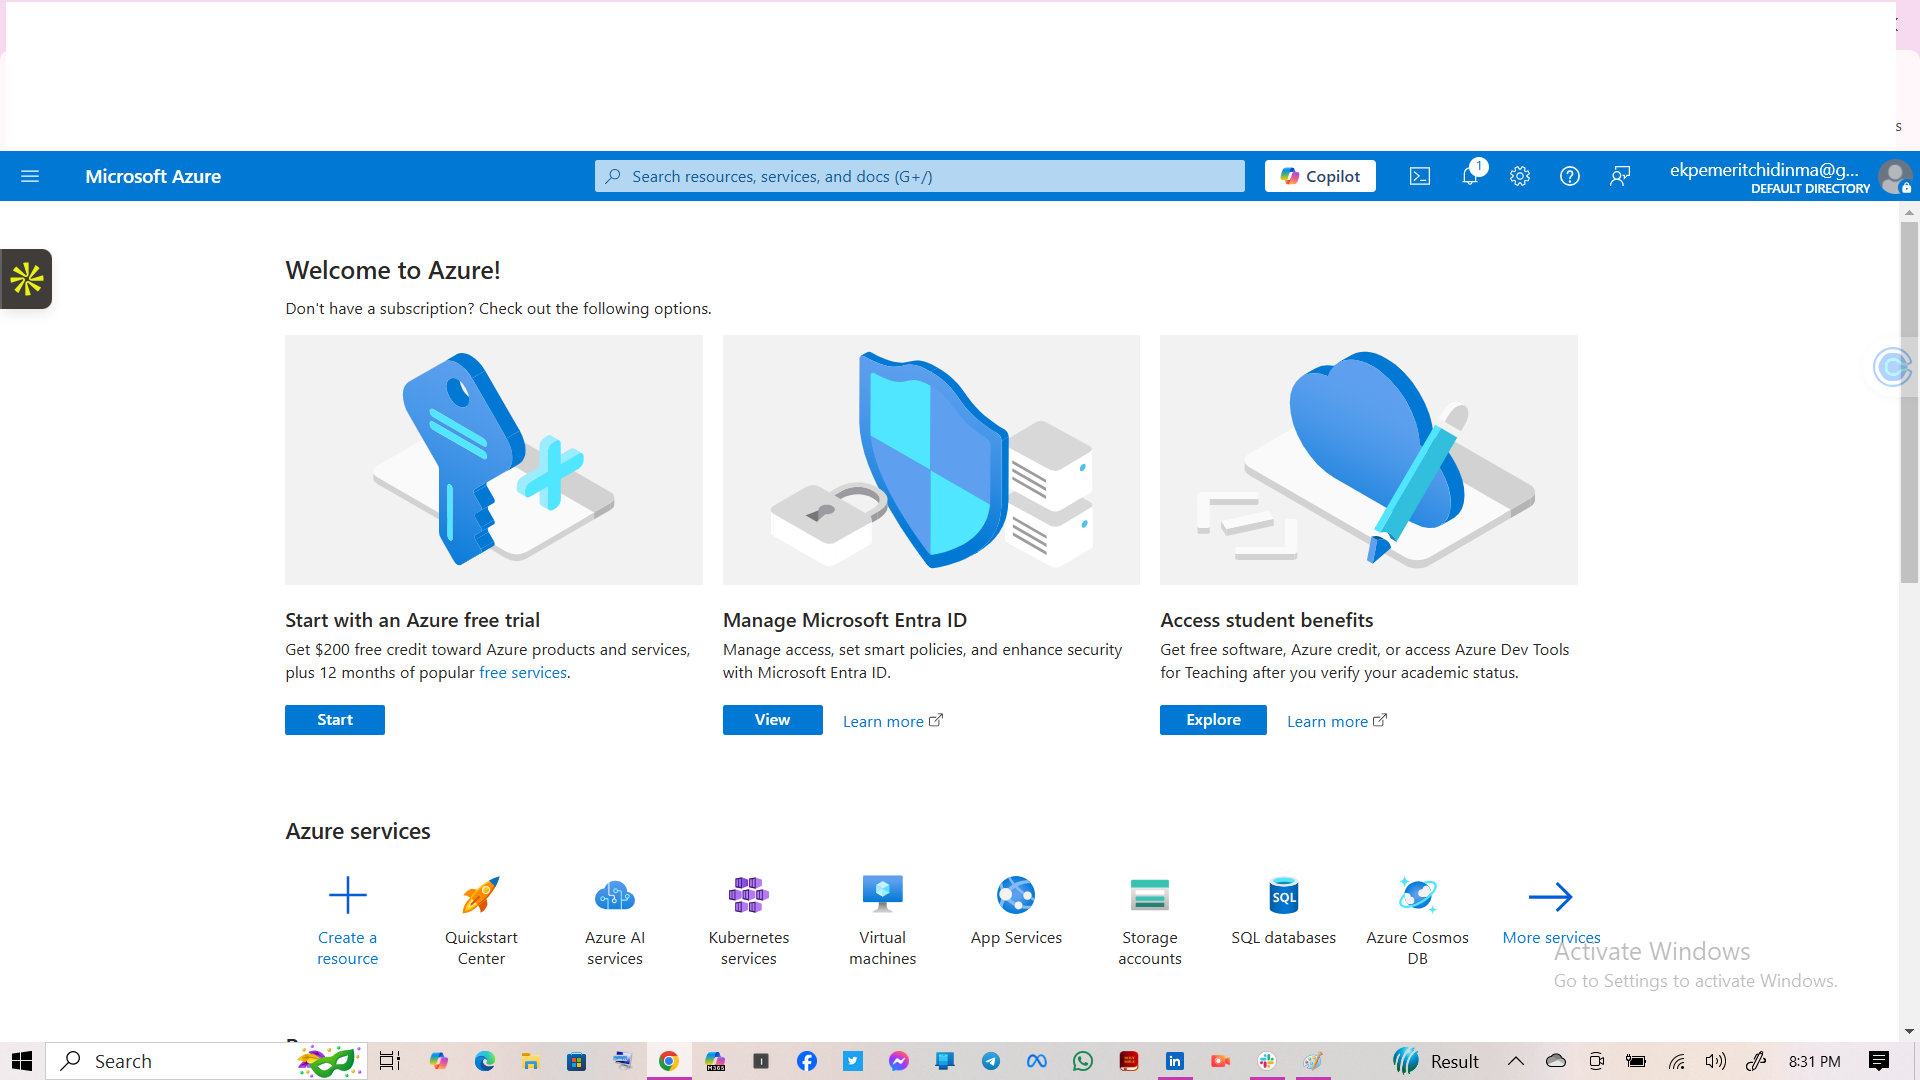 s
Microsoft Azure
Search resources, services, and docs (G+/)
Copilot
1
ekpemeritchidinma@g...
DEFAULT DIRECTORY
Welcome to Azure!
Don't have a subscription? Check out the following options.
Start with an Azure free trial
Get $200 free credit toward Azure products and services,
plus 12 months of popular free services.
Start
Manage Microsoft Entra ID
Manage access, set smart policies, and enhance security
with Microsoft Entra ID.
View
Learn more
Access student benefits
Get free software, Azure credit, or access Azure Dev Tools
for Teaching after you verify your academic status.
Explore
Learn more
Azure services
Create a
resource
Quickstart
Center
Azure AI
services
Kubernetes
services
Virtual
machines
App Services
Storage
accounts
SQL
SQL databases
Azure Cosmos
DB
More services
Activate Windows
Go to Settings to activate Windows.
Search
M365
Result
8:31 PM